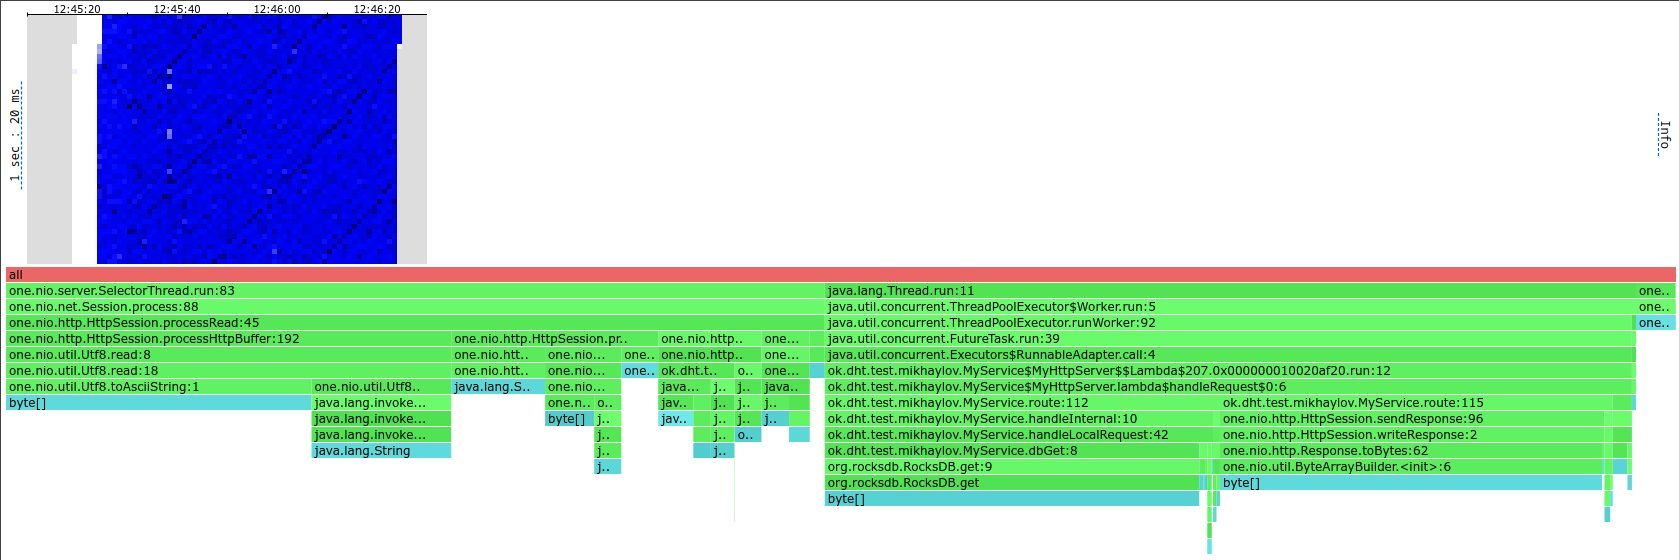 12:45:20 12:45:40 12:46:00 12:46:20
1 sec : 20 ms
Info
all
one.nio.server.SelectorThread.run:83 java.lang.Thread.run:11 one..
one.nio.net.Session.process:88 java.util.concurrent.ThreadPoolExecutor$Worker.run:5 one..
one.nio.http.HttpSession.processRead:45 java.util.concurrent.ThreadPoolExecutor.runWorker:92 one..
one.nio.http.HttpSession.processHttpBuffer:192 one.nio.http.HttpSession.pr.. one.nio.http.. one... java.util.concurrent.FutureTask.run:39
one.nio.util.Utf8.read:8 one.nio.htt.. one.nio... one.. one.nio.http.. one... java.util.concurrent.Executors$RunnableAdapter.call:4
one.nio.util.Utf8.read:18 one.nio.htt.. one.nio... one.. ok.dht.t.. o.. one... ok.dht.test.mikhaylov.MyService$MyHttpServer$$Lambda$207.0x000000010020af20.run:12
one.nio.util.Utf8.toAsciiString:1 one.nio.util.Utf8.. java.lang.S.. one.nio... java... j.. j.. java.. ok.dht.test.mikhaylov.MyService$MyHttpServer.lambda$handleRequest$0:6
byte[] java.lang.invoke... one.n.. o.. jav.. j.. j.. j.. ok.dht.test.mikhaylov.MyService.route:112 ok.dht.test.mikhaylov.MyService.route:115
java.lang.invoke... byte[] j.. jav.. j.. j.. j.. ok.dht.test.mikhaylov.MyService.handleInternal:10 one.nio.http.HttpSession.sendResponse:96
java.lang.invoke... j.. j.. o.. ok.dht.test.mikhaylov.MyService.handleLocalRequest:42 one.nio.http.HttpSession.writeResponse:2
java.lang.String j.. j.. ok.dht.test.mikhaylov.MyService.dbGet:8 one.nio.http.Response.toBytes:62
j.. org.rocksdb.RocksDB.get:9 one.nio.util.ByteArrayBuilder.<init>:6
org.rocksdb.RocksDB.get byte[]
byte[]